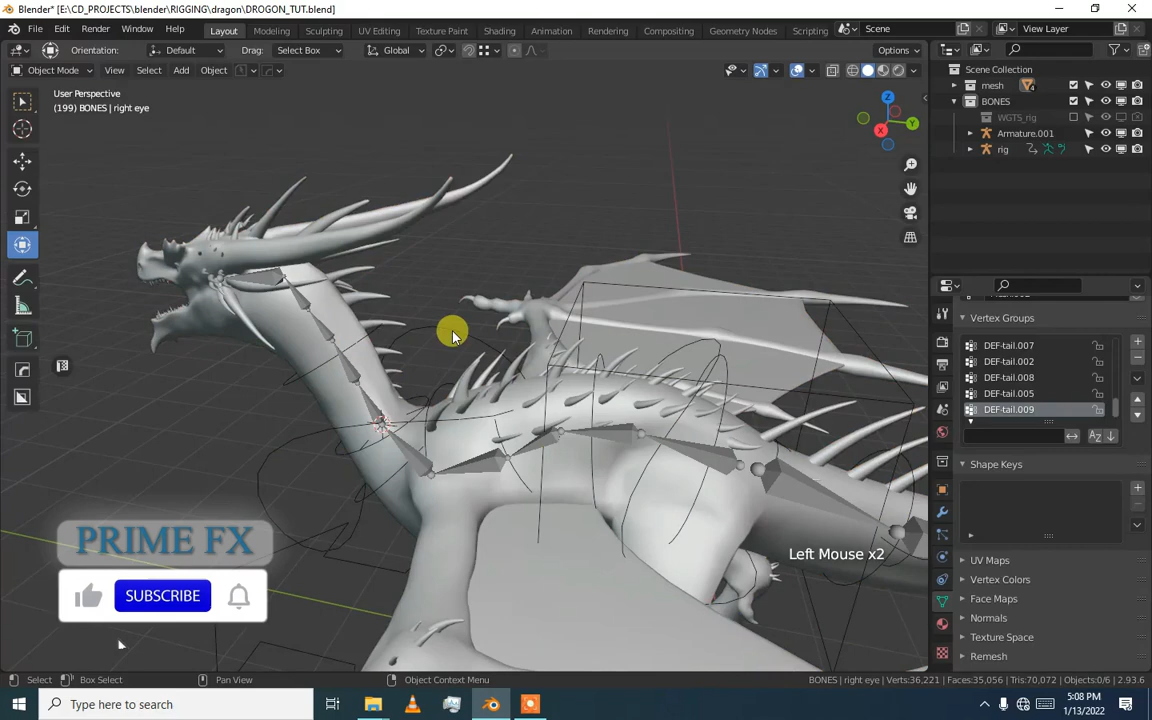 Blender* [E:\CD_PROJECTS\blender\RIGGING\dragon\DROGON_TUT.blend]
File Edit Render Window Help Layout Modeling Sculpting UV Editing Texture Paint Shading Animation Rendering Compositing Geometry Nodes Scripting Scene View Layer
Orientation: Default Drag: Select Box Global Options
Object Mode View Select Add Object
User Perspective
(199) BONES | right eye
Scene Collection
mesh
BONES
WGTS_rig
Armature.001
rig
Z
Y
X
Vertex Groups
DEF-tail.007
DEF-tail.002
DEF-tail.008
DEF-tail.005
DEF-tail.009
Shape Keys
UV Maps
Vertex Colors
Face Maps
Normals
Texture Space
Remesh
Left Mouse x2
PRIME FX
SUBSCRIBE
Select Box Select Pan View Object Context Menu
BONES | right eye | Verts:36,221 | Faces:35,056 | Tris:70,072 | Objects:0/6 | 2.93.6
Type here to search
5:08 PM
1/13/2022